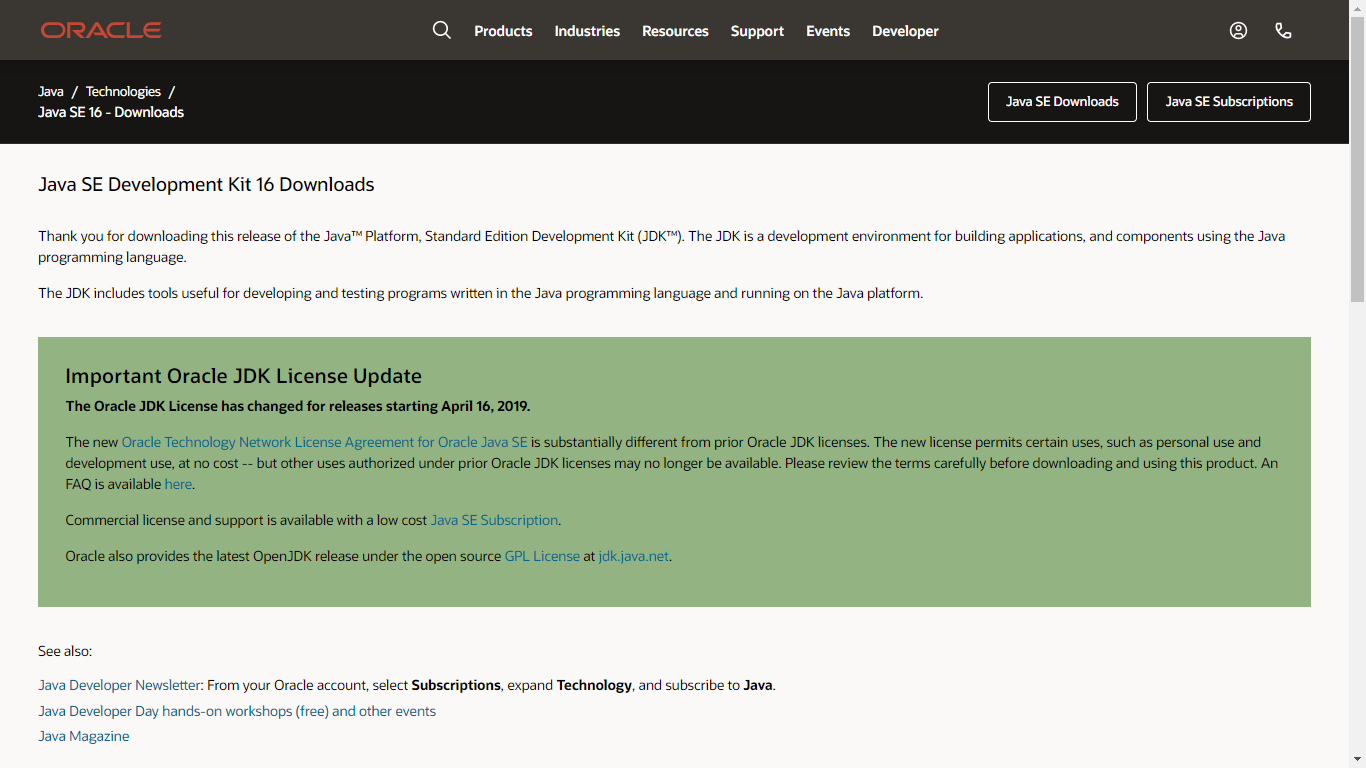 ORACLE
Products Industries Resources Support Events Developer
Java / Technologies /
Java SE 16 - Downloads
Java SE Downloads
Java SE Subscriptions
Java SE Development Kit 16 Downloads
Thank you for downloading this release of the Java™ Platform, Standard Edition Development Kit (JDK™). The JDK is a development environment for building applications, and components using the Java
programming language.
The JDK includes tools useful for developing and testing programs written in the Java programming language and running on the Java platform.
Important Oracle JDK License Update
The Oracle JDK License has changed for releases starting April 16, 2019.
The new Oracle Technology Network License Agreement for Oracle Java SE is substantially different from prior Oracle JDK licenses. The new license permits certain uses, such as personal use and
development use, at no cost -- but other uses authorized under prior Oracle JDK licenses may no longer be available. Please review the terms carefully before downloading and using this product. An
FAQ is available here.
Commercial license and support is available with a low cost Java SE Subscription.
Oracle also provides the latest OpenJDK release under the open source GPL License at jdk.java.net.
See also:
Java Developer Newsletter: From your Oracle account, select Subscriptions, expand Technology, and subscribe to Java.
Java Developer Day hands-on workshops (free) and other events
Java Magazine